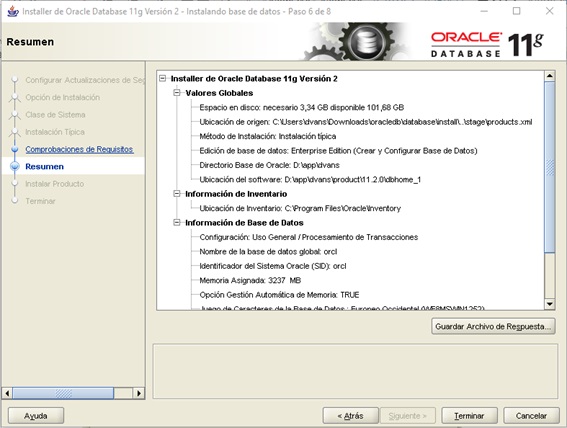 Installer de Oracle Database 11g Versión 2 - Instalando base de datos - Paso 6 de 8
Resumen
ORACLE
DATABASE 11g
Configurar Actualizaciones de Seg
Opción de Instalación
Clase de Sistema
Instalación Típica
Comprobaciones de Requisitos
Resumen
Instalar Producto
Terminar
Installer de Oracle Database 11g Versión 2
Valores Globales
Espacio en disco: necesario 3,34 GB disponible 101,68 GB
Ubicación de origen: C:\Users\dvans\Downloads\oracledb\database\install\..\stage\products.xml
Método de Instalación: Instalación típica
Edición de base de datos: Enterprise Edition (Crear y Configurar Base de Datos)
Directorio Base de Oracle: D:\app\dvans
Ubicación del software: D:\app\dvans\product\11.2.0\dbhome_1
Información de Inventario
Ubicación de Inventario: C:\Program Files\Oracle\Inventory
Información de Base de Datos
Configuración: Uso General / Procesamiento de Transacciones
Nombre de la base de datos global: orcl
Identificador del Sistema Oracle (SID): orcl
Memoria Asignada: 3237 MB
Opción Gestión Automática de Memoria: TRUE
Juego de Caracteres de la Base de Datos : Europeo Occidental (WE8MSWIN1252)
Guardar Archivo de Respuesta...
Ayuda
< Atrás
Siguiente >
Terminar
Cancelar